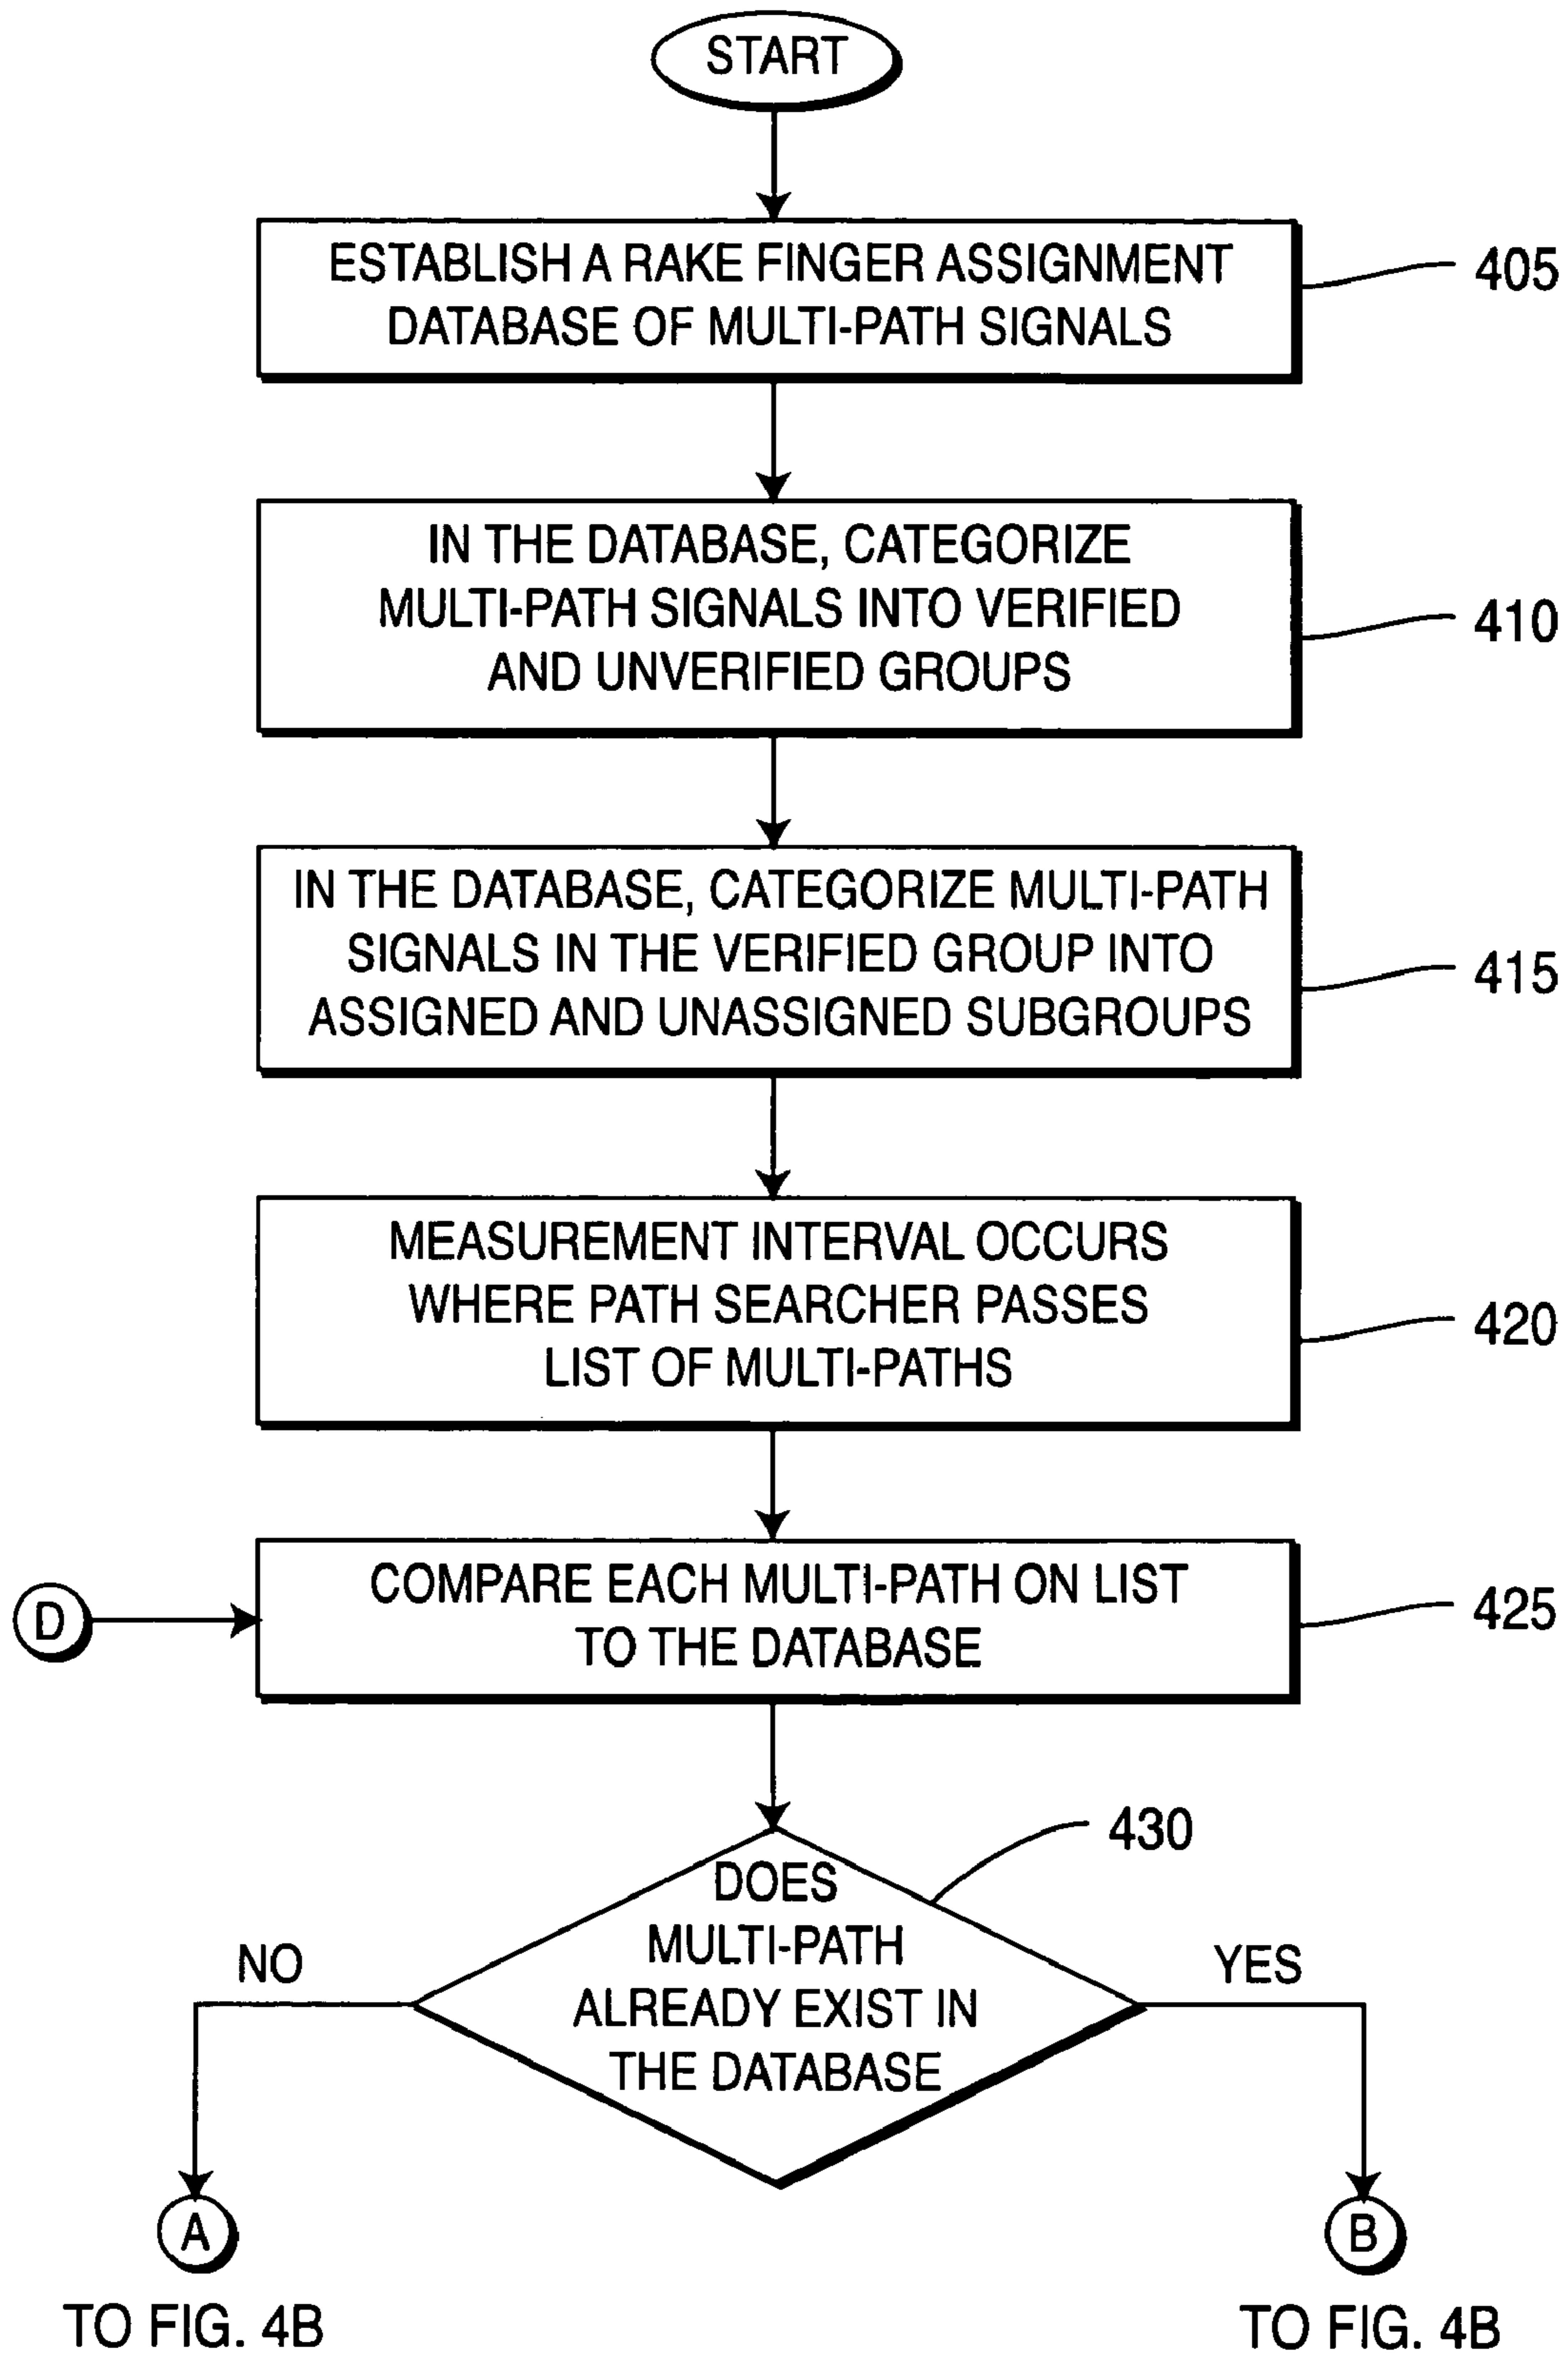 START
ESTABLISH A RAKE FINGER ASSIGNMENT
DATABASE OF MULTI-PATH SIGNALS
405
IN THE DATABASE, CATEGORIZE
MULTI-PATH SIGNALS INTO VERIFIED
AND UNVERIFIED GROUPS
410
IN THE DATABASE, CATEGORIZE MULTI-PATH
SIGNALS IN THE VERIFIED GROUP INTO
ASSIGNED AND UNASSIGNED SUBGROUPS
415
MEASUREMENT INTERVAL OCCURS
WHERE PATH SEARCHER PASSES
LIST OF MULTI-PATHS
420
D
COMPARE EACH MULTI-PATH ON LIST
TO THE DATABASE
425
430
DOES
MULTI-PATH
ALREADY EXIST IN
THE DATABASE
NO
YES
A
B
TO FIG. 4B
TO FIG. 4B